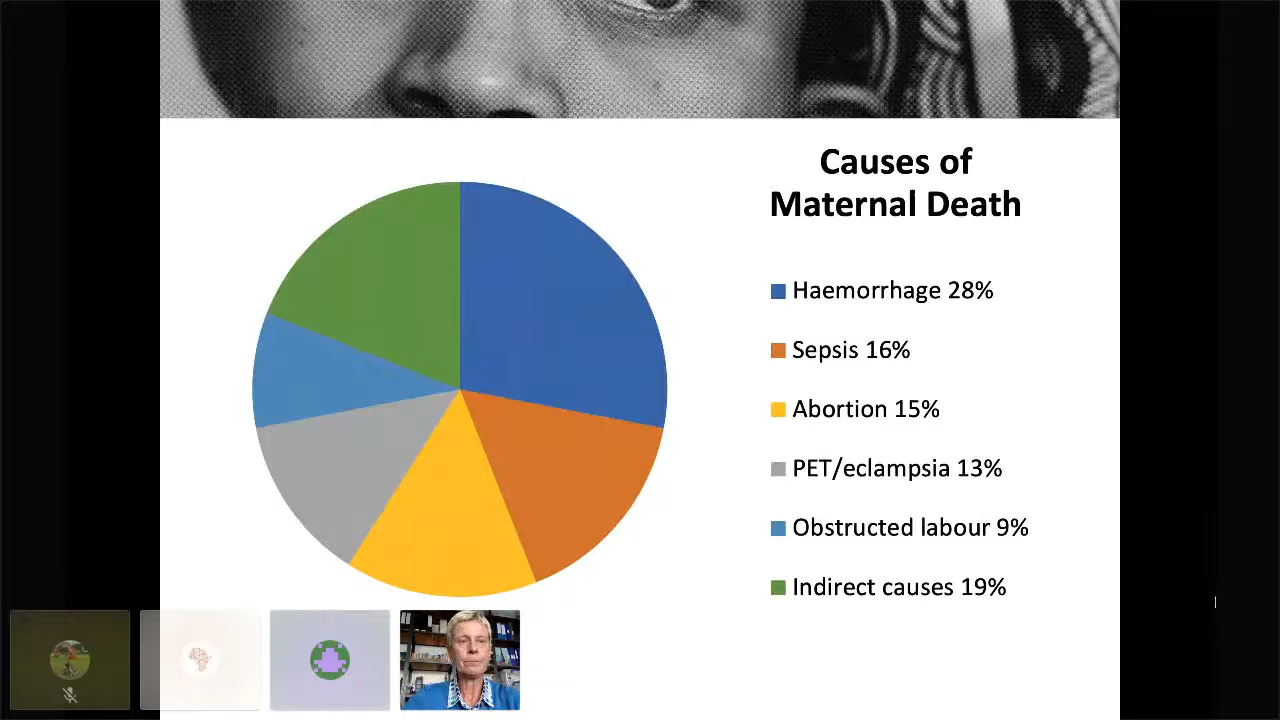 Causes of
Maternal Death
Haemorrhage 28%
Sepsis 16%
Abortion 15%
PET/eclampsia 13%
Obstructed labour 9%
Indirect causes 19%